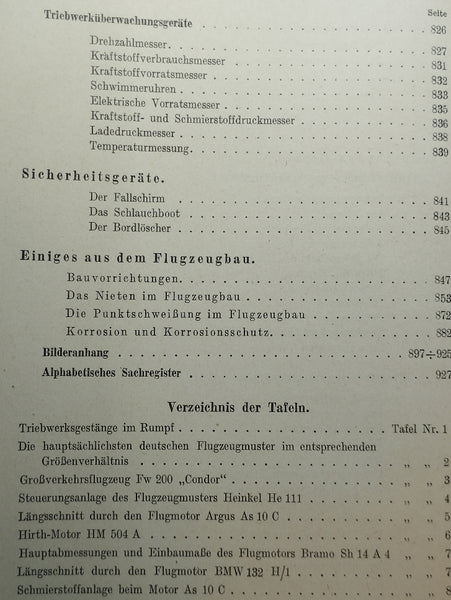 Seite
Triebwerküberwachungsgeräte . . . . . . . . . . . . . . 826
Drehzahlmesser. . . . . . . . . . . . . . . . . . 827
Kraftstoffverbrauchsmesser . . . . . . . . . . . . 831
Kraftstoffvorratsmesser . . . . . . . . . . . . . . 832
Schwimmeruhren . . . . . . . . . . . . . . . . . 833
Elektrische Vorratsmesser . . . . . . . . . . . . . 835
Kraftstoff- und Schmierstoffdruckmesser . . . . . . . 836
Ladedruckmesser . . . . . . . . . . . . . . . . . 838
Temperaturmessung. . . . . . . . . . . . . . . . . 839
Sicherheitsgeräte.
Der Fallschirm . . . . . . . . . . . . . . . . . 841
Das Schlauchboot . . . . . . . . . . . . . . . . 843
Der Bordlöscher . . . . . . . . . . . . . . . . . 845
Einiges aus dem Flugzeugbau.
Bauvorrichtungen. . . . . . . . . . . . . . . . . 847
Das Nieten im Flugzeugbau . . . . . . . . . . . . 853
Die Punktschweißung im Flugzeugbau . . . . . . . . 872
Korrosion und Korrosionsschutz. . . . . . . . . . . 882
Bilderanhang . . . . . . . . . . . . . . . . . . 897÷925
Alphabetisches Sachregister . . . . . . . . . . . . . . 927
Verzeichnis der Tafeln.
Triebwerksgestänge im Rumpf . . . . . . . . . . . . Tafel Nr. 1
Die hauptsächlichsten deutschen Flugzeugmuster im entsprechenden
Größenverhältnis . . . . . . . . . . . . . . . . „ „ 2
Großverkehrsflugzeug Fw 200 „Condor“ . . . . . . . . . „ „ 3
Steuerungsanlage des Flugzeugmusters Heinkel He 111 . . . . „ „ 4
Längsschnitt durch den Flugmotor Argus As 10 C . . . . . . „ „ 5
Hirth-Motor HM 504 A . . . . . . . . . . . . . . . „ „ 6
Hauptabmessungen und Einbaumaße des Flugmotors Bramo Sh 14 A 4 „ „ 7
Längsschnitt durch den Flugmotor BMW 132 H/1 . . . . . . „ „ 7
Schmierstoffanlage beim Motor As 10 C . . . . . . . . . „ „ 8